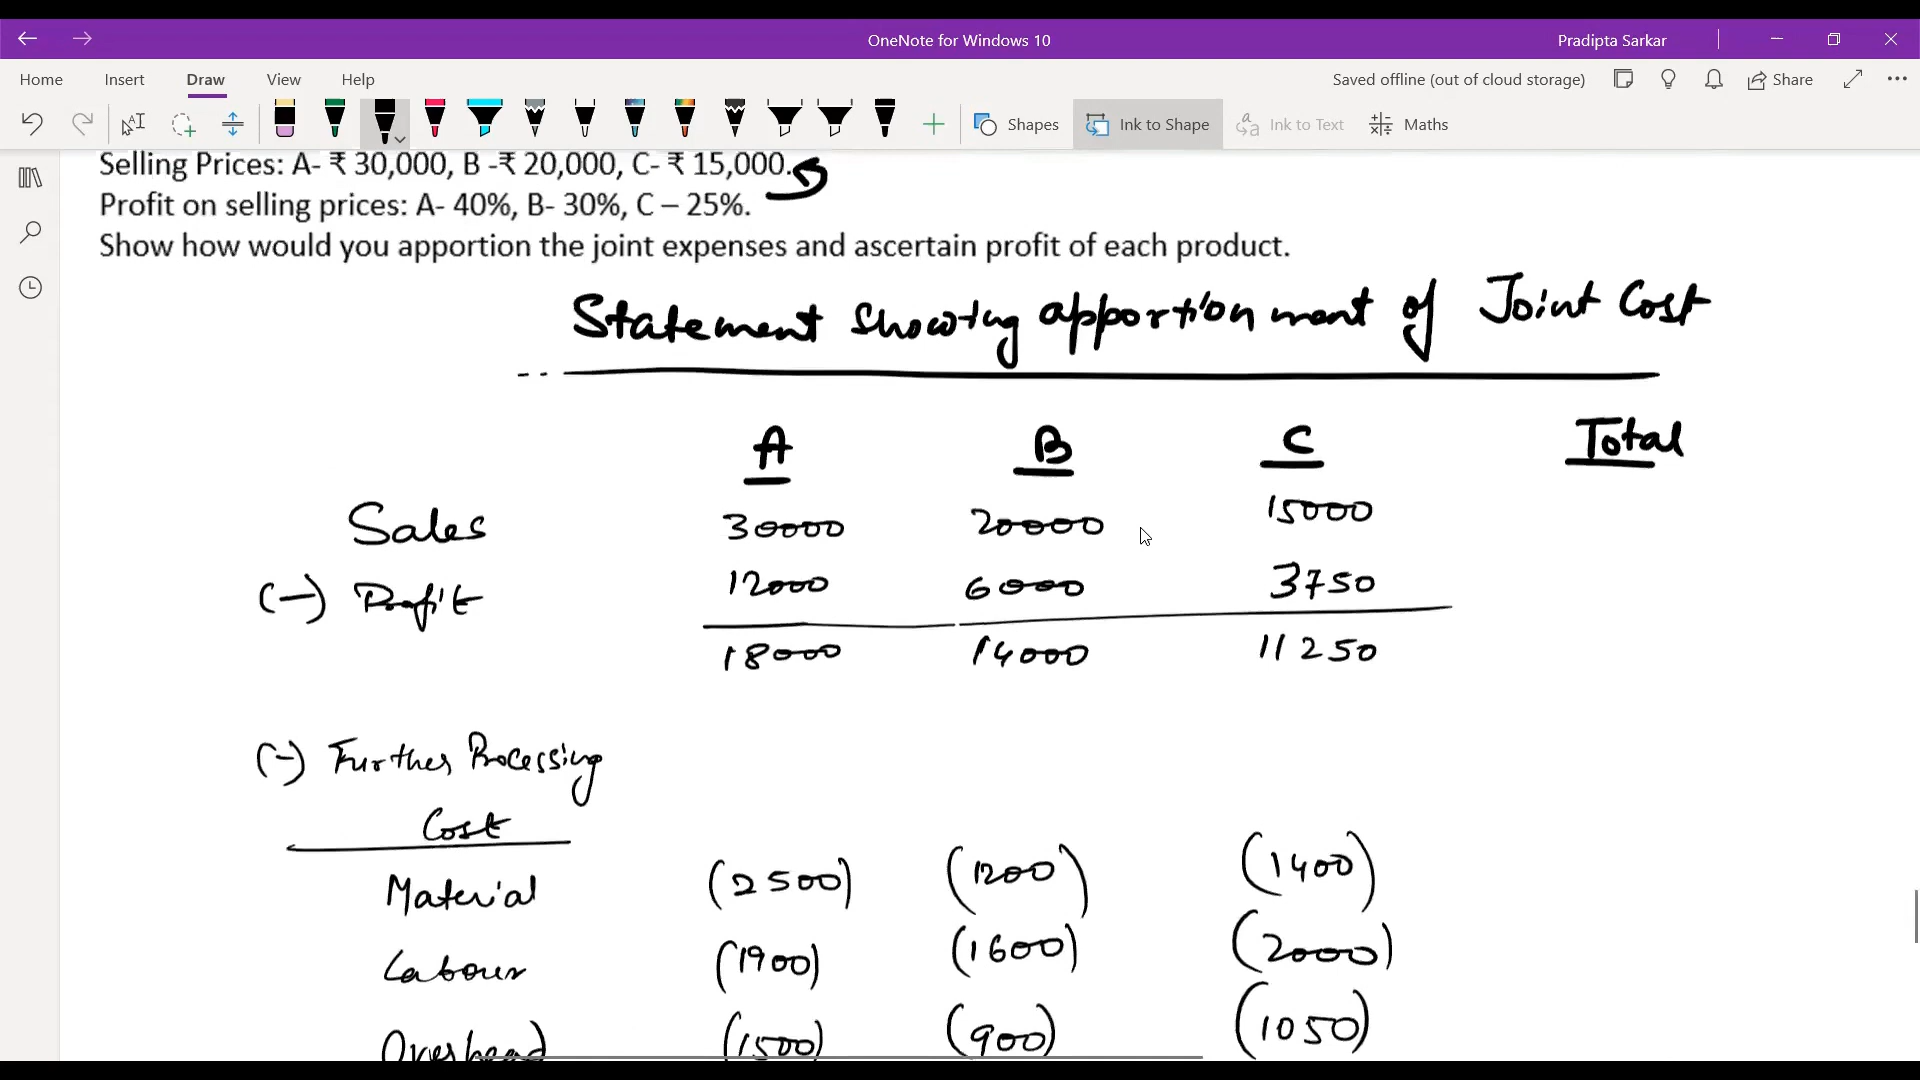 OneNote for Windows 10
Pradipta Sarkar
Home Insert Draw View Help
Saved offline (out of cloud storage) Share
Shapes Ink to Shape Ink to Text Maths
Selling Prices: A- ₹ 30,000, B -₹ 20,000, C- ₹ 15,000.
Profit on selling prices: A- 40%, B- 30%, C – 25%.
Show how would you apportion the joint expenses and ascertain profit of each product.
Statement showing apportionment of Joint Cost
A B C Total
Sales 30000 20000 15000
(-) Profit 12000 6000 3750
18000 14000 11250
(-) Further Processing
Cost
Material (2500) (1200) (1400)
Labour (1900) (1600) (2000)
Overhead (1500) (900) (1050)